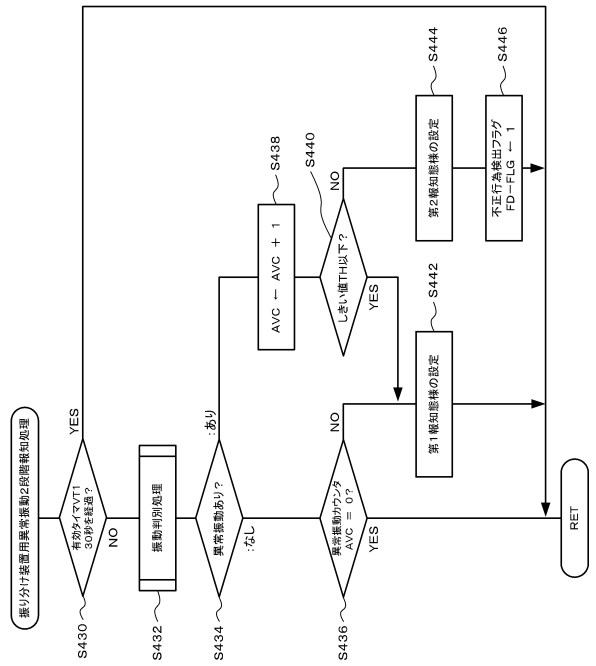 振り分け装置用異常振動2段階報知処理
S430
有効タイマVT1
30秒を経過?
YES
NO
S432
振動判別処理
S434
異常振動あり?
:あり
:なし
S438
AVC ← AVC + 1
S440
しきい値TH以下?
NO
YES
S436
異常振動カウンタ
AVC = 0?
NO
YES
S442
第1報知態様の設定
S444
第2報知態様の設定
S446
不正行為検出フラグ
FD-FLG ← 1
RET